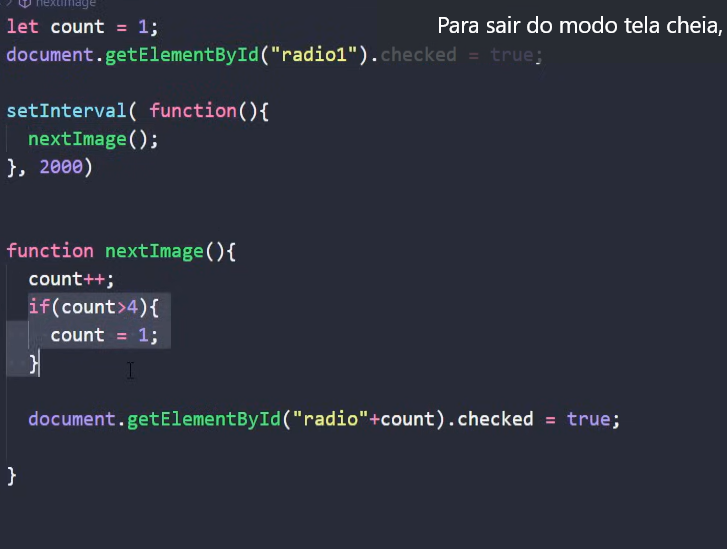 nextImage
let count = 1;
Para sair do modo tela cheia,
document.getElementById("radio1").checked = true;
setInterval( function(){
nextImage();
}, 2000)
function nextImage(){
count++;
if(count>4){
count = 1;
}
document.getElementById("radio"+count).checked = true;
}